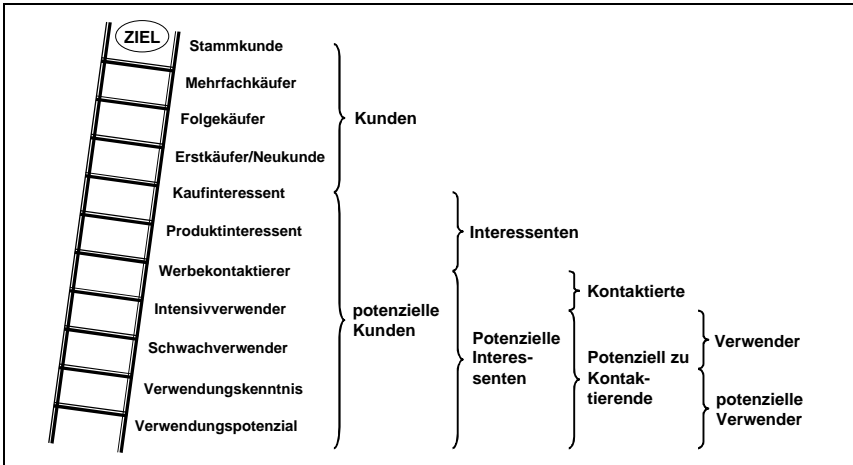 ZIEL
Stammkunde
Mehrfachkäufer
Folgekäufer
Erstkäufer/Neukunde
Kaufinteressent
Produktinteressent
Werbekontaktierer
Intensivverwender
Schwachverwender
Verwendungskenntnis
Verwendungspotenzial
Kunden
potenzielle
Kunden
Interessenten
Potenzielle
Interes-
senten
Kontaktierte
Potenziell zu
Kontak-
tierende
Verwender
potenzielle
Verwender